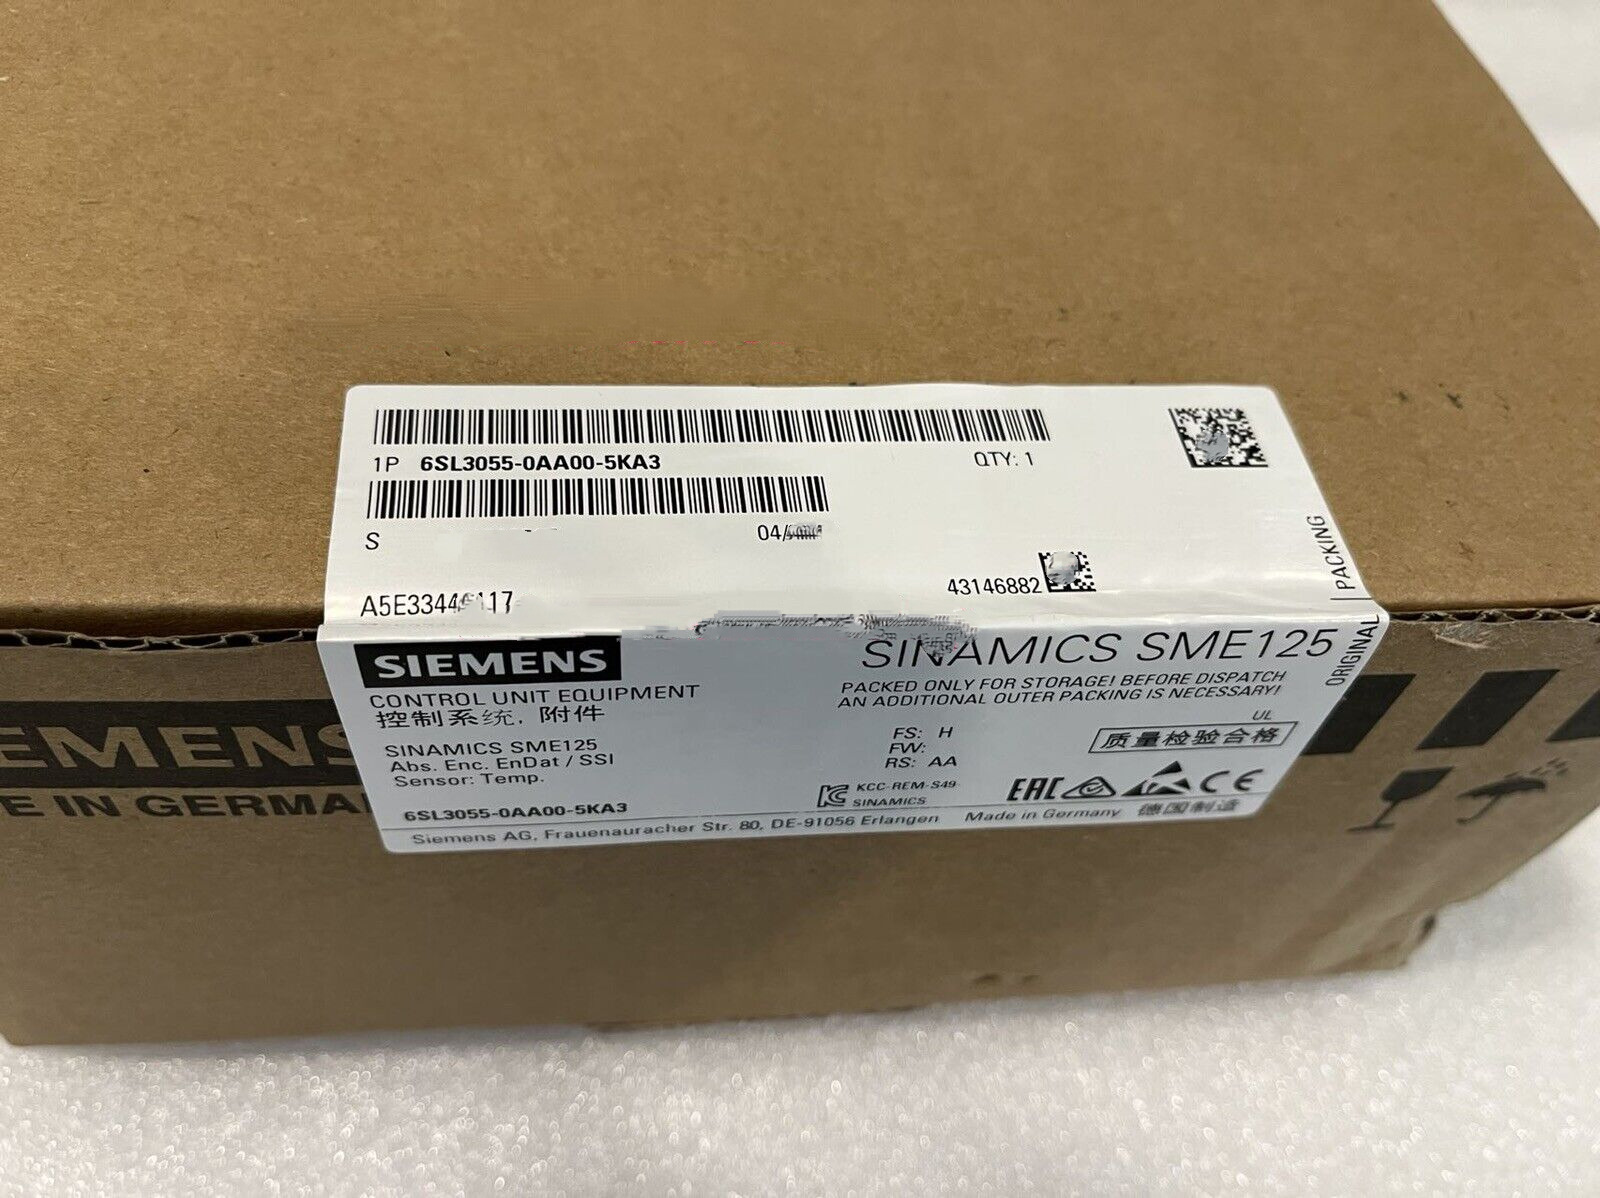 1P 6SL3055-0AA00-5KA3 QTY: 1
S 04/
43146882
PACKING
ORIGINAL
SIEMENS SINAMICS SME125
CONTROL UNIT EQUIPMENT
控制系统, 附件
PACKED ONLY FOR STORAGE! BEFORE DISPATCH
AN ADDITIONAL OUTER PACKING IS NECESSARY!
SINAMICS SME125
Abs. Enc. EnDat / SSI
Sensor: Temp.
FS: H
FW:
RS: AA
UL
质量检验合格
KCC-REM-S49
SINAMICS
EAC CE
6SL3055-0AA00-5KA3
Siemens AG, Frauenauracher Str. 80, DE-91056 Erlangen Made in Germany 德国制造
EMENS
E IN GERMA